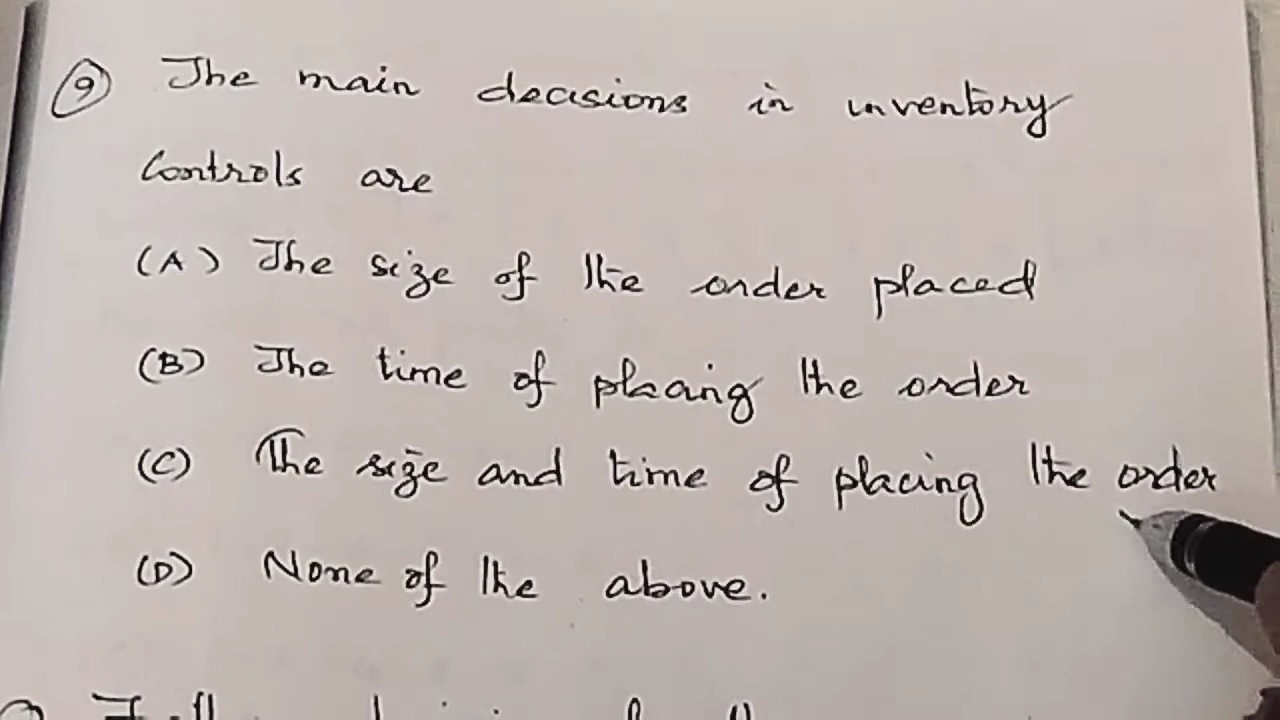 9 The main decisions in inventory
Controls are
(A) The size of the order placed
(B) The time of placing the order
(C) The size and time of placing the order
(D) None of the above.